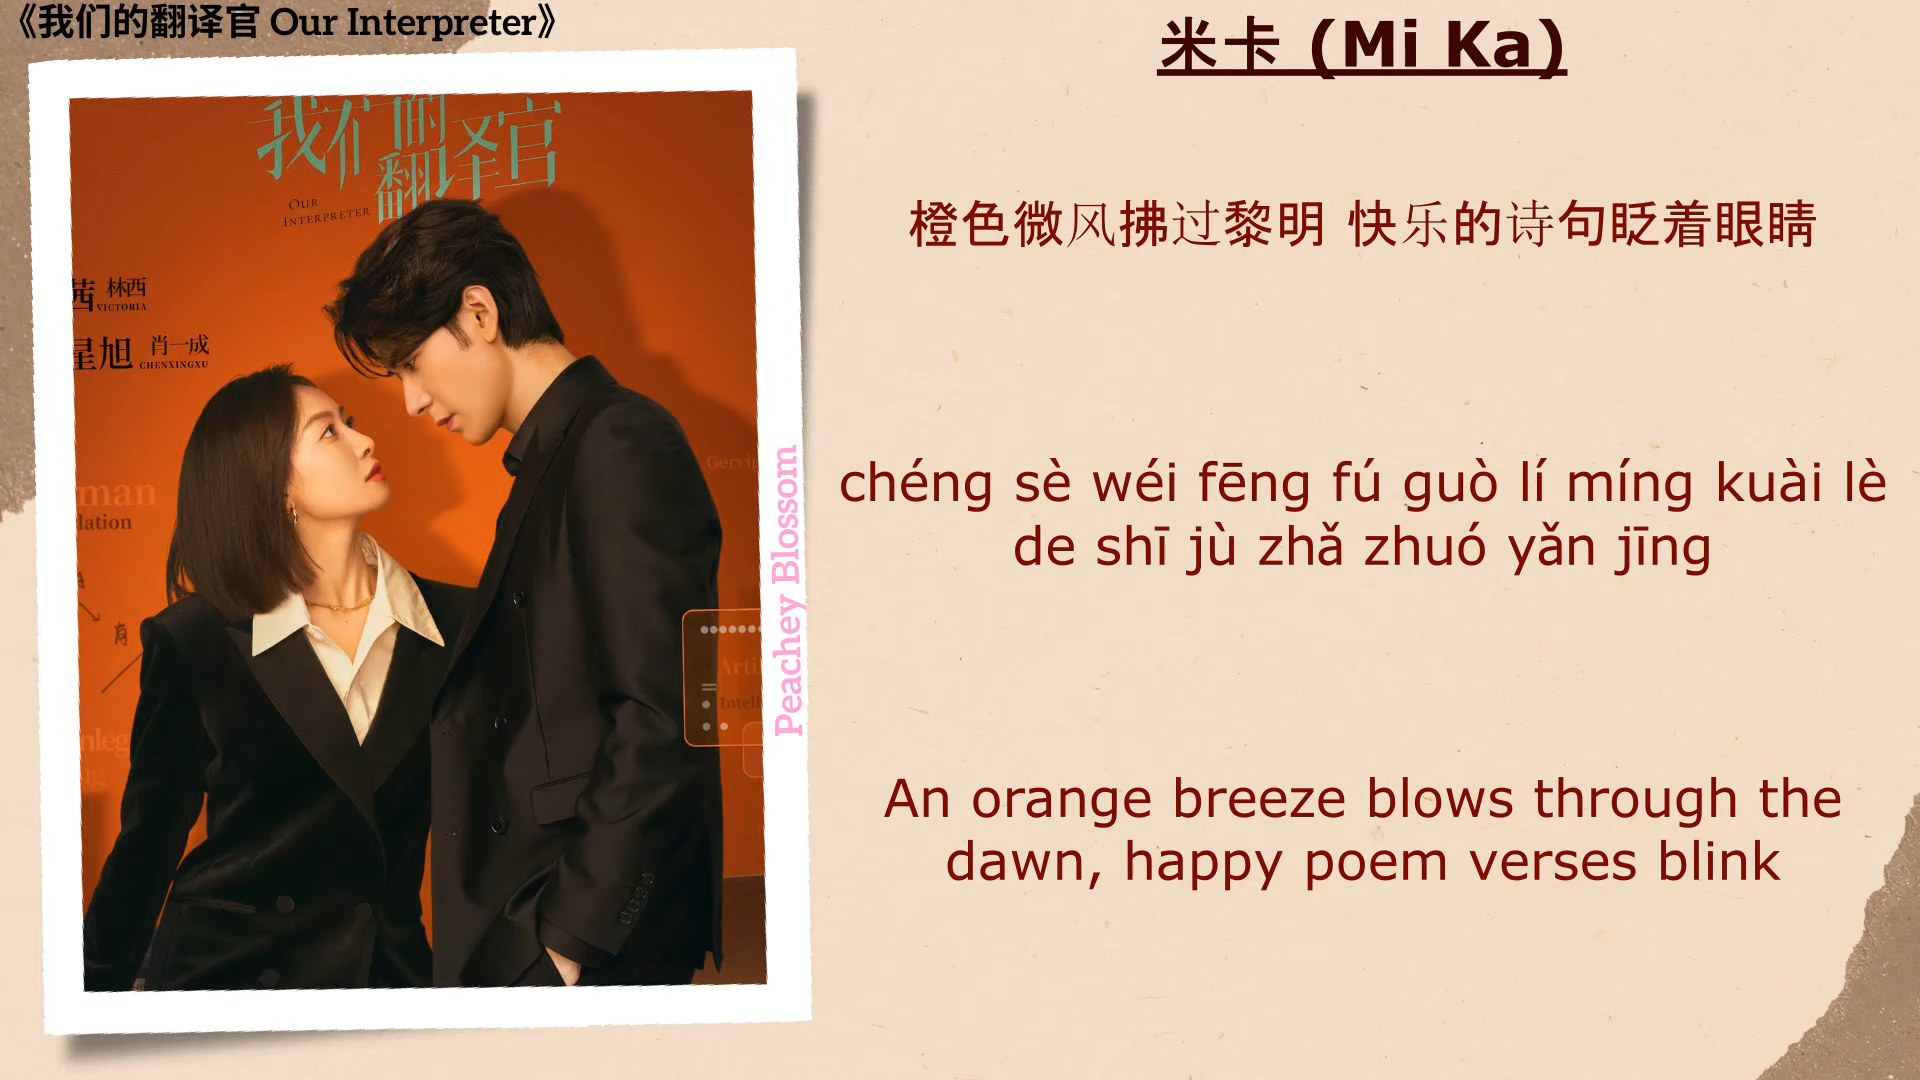 《我们的翻译官 Our Interpreter》
米卡 (Mi Ka)
我们的
翻译官
OUR
INTERPRETER
茜 林西
VICTORIA
星旭 肖一成
CHENXINGXU
橙色微风拂过黎明 快乐的诗句眨着眼睛
chéng sè wéi fēng fú guò lí míng kuài lè
de shī jù zhǎ zhuó yǎn jīng
An orange breeze blows through the
dawn, happy poem verses blink
Peachey Blossom